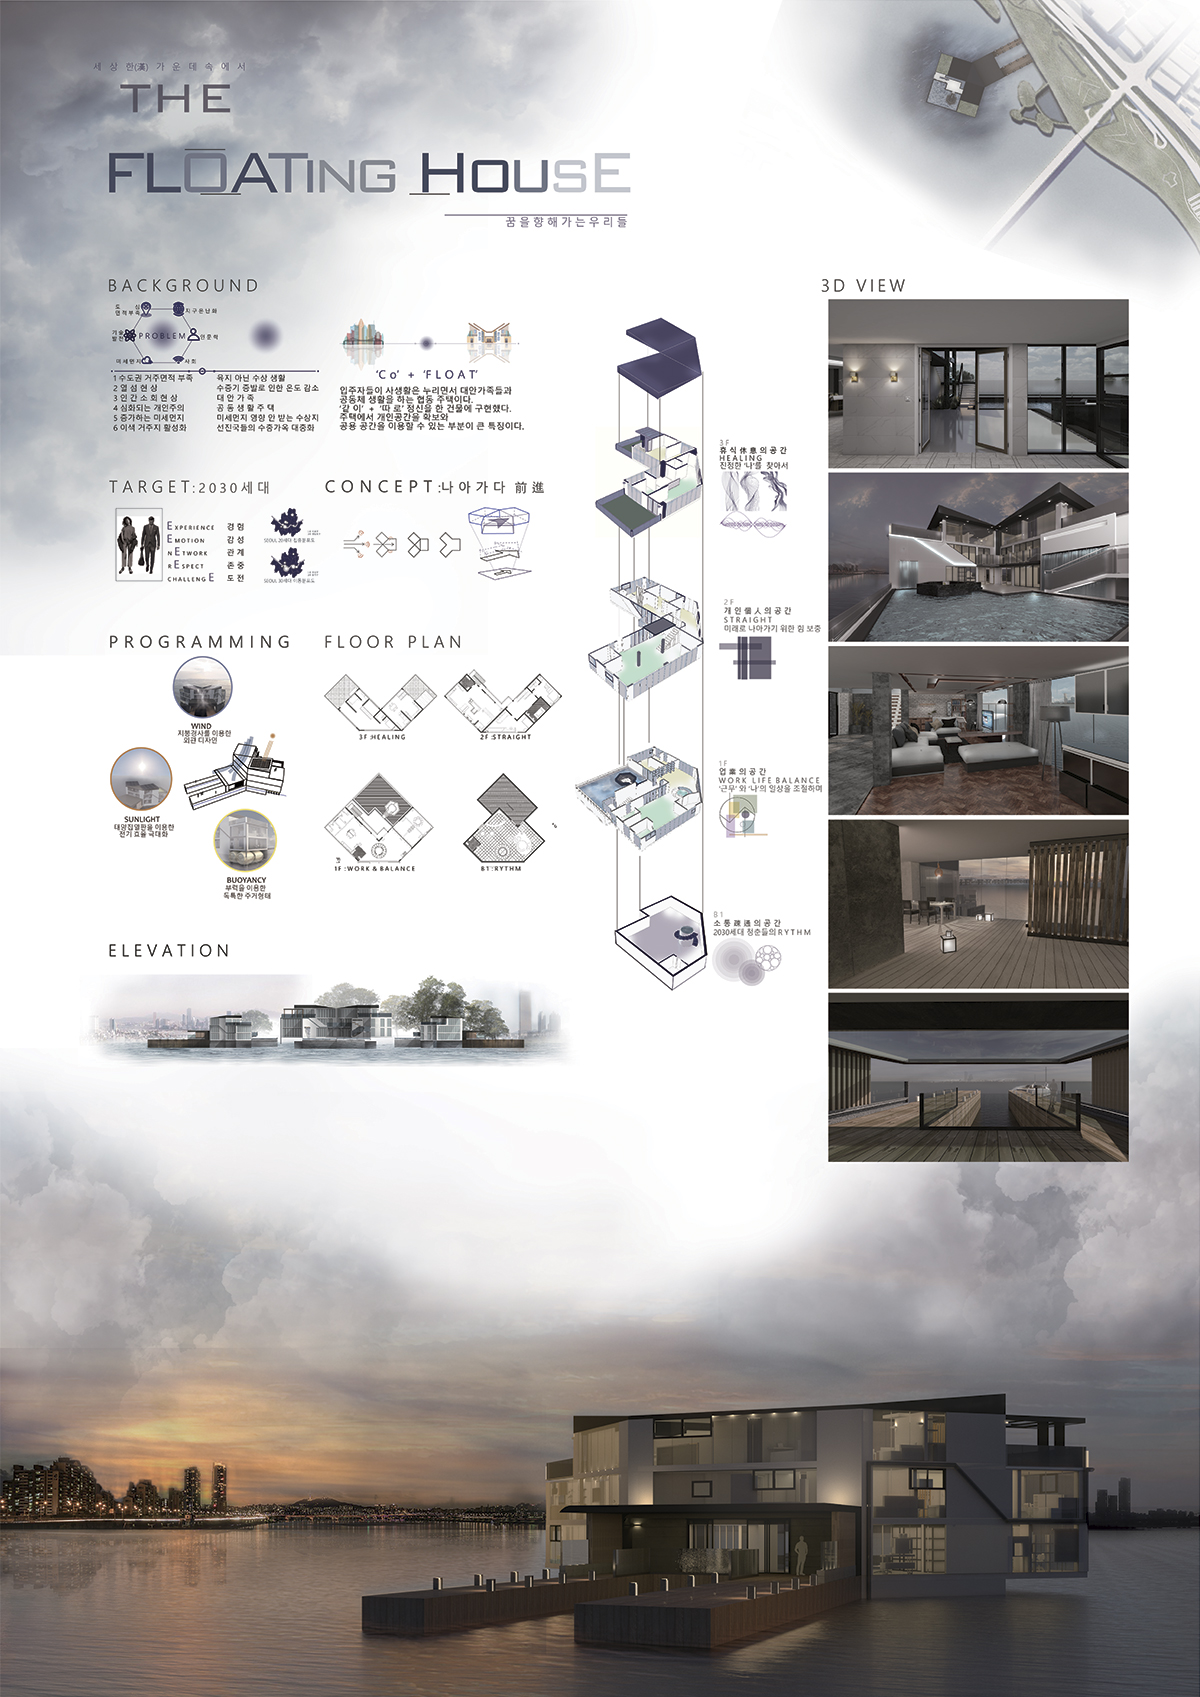 세상 한(漢) 가운데속에서
THE
FLOATING HOUSE
꿈을향해가는우리들
BACKGROUND
도 심
면적부족
지구온난화
기술
발전
PROBLEM
미세먼지
사회
1 수도권 거주면적 부족
2 열 섬 현 상
3 인 간 소 외 현 상
4 심화되는 개인주의
5 증가하는 미세먼지
6 이색 거주지 활성화
육지 아닌 수상 생활
수증기 증발로 인한 온도 감소
대 안 가 족
공 동 생 활 주 택
미세먼지 영향 안 받는 수상지
선진국들의 수중가옥 대중화
'Co' + 'FLOAT'
입주자들이 사생활은 누리면서 대안가족들과
공동체 생활을 하는 협동 주택이다.
'같 이' + '따 로' 정신을 한 건물에 구현했다.
주택에서 개인공간을 확보와
공용 공간을 이용할 수 있는 부분이 큰 특징이다.
TARGET:2030세대
EXPERIENCE 경험
EMOTION 감성
NETWORK 관계
RESPECT 존중
CHALLENGE 도전
CONCEPT:나아가다 前進
PROGRAMMING
WIND
지붕경사를 이용한
외관 디자인
SUNLIGHT
태양집열판을 이용한
전기 효율 극대화
BUOYANCY
부력을 이용한
독특한 주거형태
FLOOR PLAN
3F :HEALING
2F :STRAIGHT
1F :WORK & BALANCE
B1 :RYTHM
ELEVATION
3F
휴식 休息의 공간
HEALING
진정한 '나'를 찾아서
2F
개인 個人의 공간
STRAIGHT
미래로 나아가기 위한 힘 보충
1F
업 業의 공간
WORK LIFE BALANCE
'근무'와 '나'의 일상을 조절하며
B1
소통 疎通의 공간
2030세대 청춘들의 RYTHM
3D VIEW